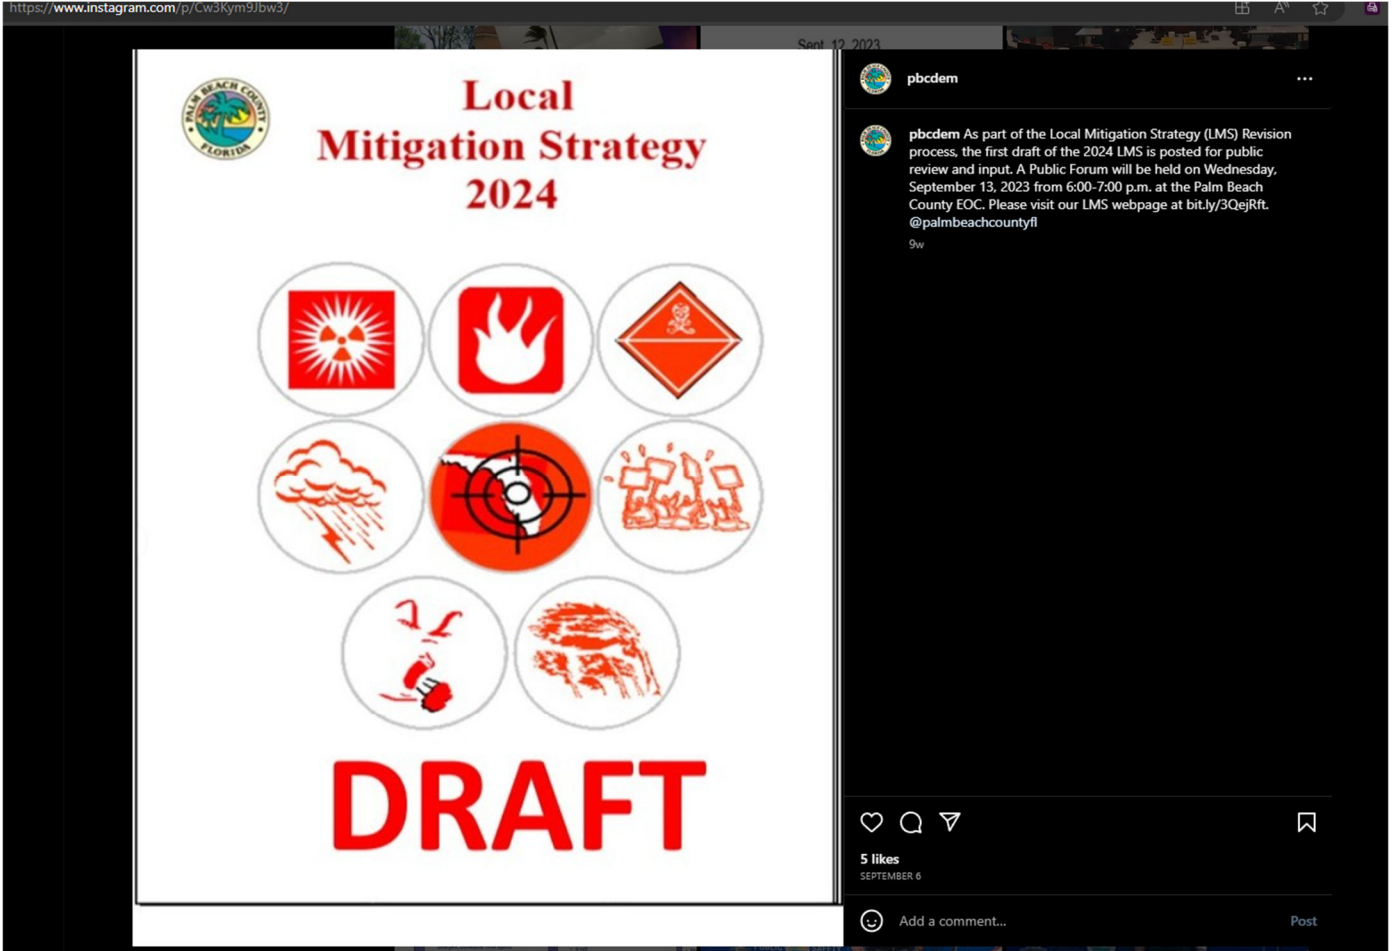 https://www.instagram.com/p/Cw3Kym9Jbw3/
Sept. 12, 2023
PALM BEACH COUNTY
FLORIDA
Local
Mitigation Strategy
2024
DRAFT
pbcdem
pbcdem As part of the Local Mitigation Strategy (LMS) Revision
process, the first draft of the 2024 LMS is posted for public
review and input. A Public Forum will be held on Wednesday,
September 13, 2023 from 6:00-7:00 p.m. at the Palm Beach
County EOC. Please visit our LMS webpage at bit.ly/3QejRft.
@palmbeachcountyfl
9w
5 likes
SEPTEMBER 6
Add a comment...
Post